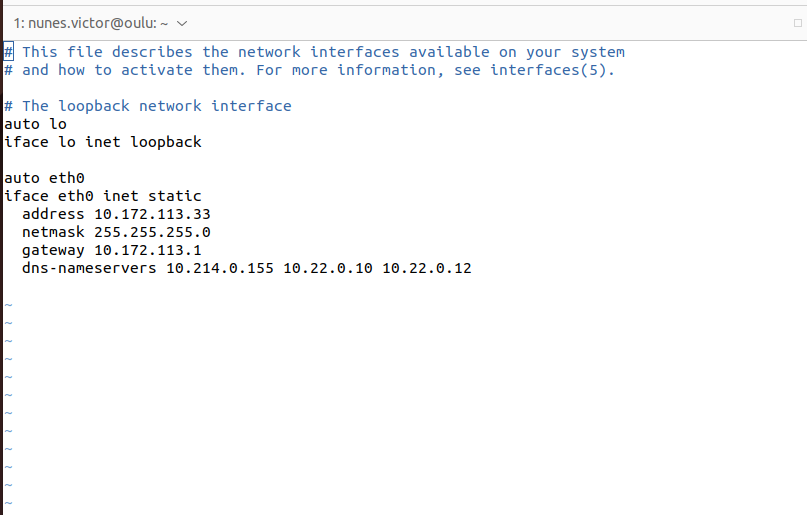 1: nunes.victor@oulu: ~
# This file describes the network interfaces available on your system
# and how to activate them. For more information, see interfaces(5).
# The loopback network interface
auto lo
iface lo inet loopback
auto eth0
iface eth0 inet static
  address 10.172.113.33
  netmask 255.255.255.0
  gateway 10.172.113.1
  dns-nameservers 10.214.0.155 10.22.0.10 10.22.0.12
~
~
~
~
~
~
~
~
~
~
~
~